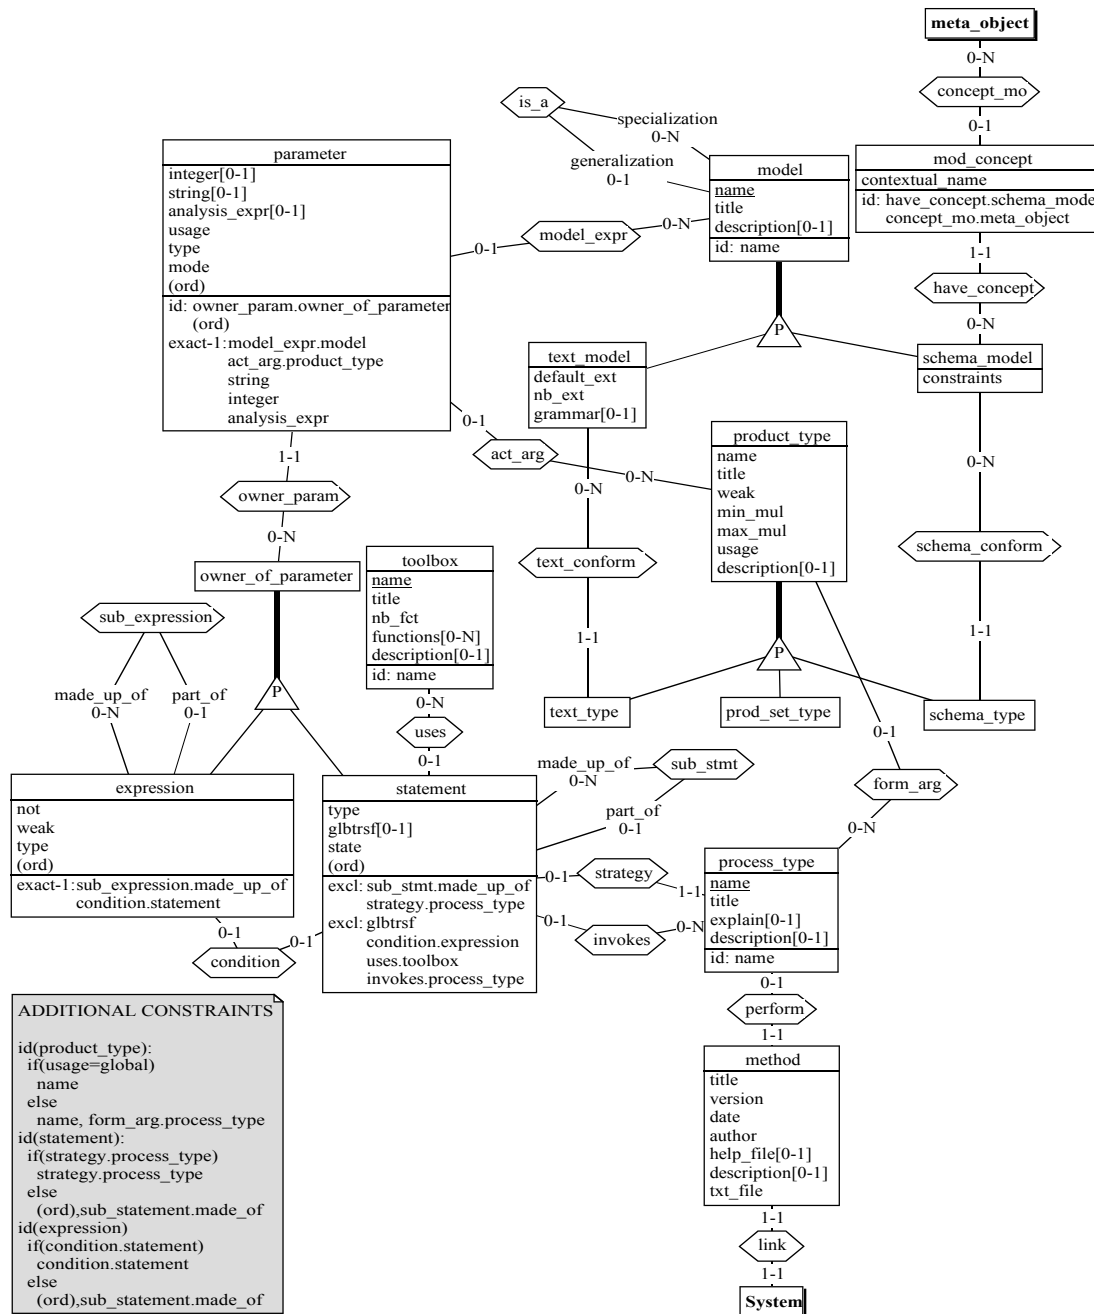 meta_object
0-N
concept_mo
0-1
mod_concept
contextual_name
id: have_concept.schema_mode
concept_mo.meta_object
1-1
have_concept
0-N
is_a
specialization
0-N
generalization
0-1
model
name
title
description[0-1]
id: name
parameter
integer[0-1]
string[0-1]
analysis_expr[0-1]
usage
type
mode
(ord)
id: owner_param.owner_of_parameter
(ord)
exact-1: model_expr.model
act_arg.product_type
string
integer
analysis_expr
0-1
model_expr
0-N
P
text_model
default_ext
nb_ext
grammar[0-1]
schema_model
constraints
0-1
act_arg
0-N
product_type
name
title
weak
min_mul
max_mul
usage
description[0-1]
1-1
owner_param
0-N
owner_of_parameter
0-N
text_conform
1-1
0-N
schema_conform
1-1
toolbox
name
title
nb_fct
functions[0-N]
description[0-1]
id: name
sub_expression
made_up_of
0-N
part_of
0-1
P
P
text_type
prod_set_type
schema_type
0-N
uses
0-1
0-1
form_arg
0-N
expression
not
weak
type
(ord)
exact-1: sub_expression.made_up_of
condition.statement
statement
type
glbtrsf[0-1]
state
(ord)
excl: sub_stmt.made_up_of
strategy.process_type
excl: glbtrsf
condition.expression
uses.toolbox
invokes.process_type
made_up_of
0-N
sub_stmt
part_of
0-1
0-1
strategy
1-1
0-1
invokes
0-N
process_type
name
title
explain[0-1]
description[0-1]
id: name
0-1
condition
0-1
0-1
perform
1-1
method
title
version
date
author
help_file[0-1]
description[0-1]
txt_file
1-1
link
1-1
System
ADDITIONAL CONSTRAINTS
id(product_type):
if(usage=global)
name
else
name, form_arg.process_type
id(statement):
if(strategy.process_type)
strategy.process_type
else
(ord),sub_statement.made_of
id(expression)
if(condition.statement)
condition.statement
else
(ord),sub_statement.made_of